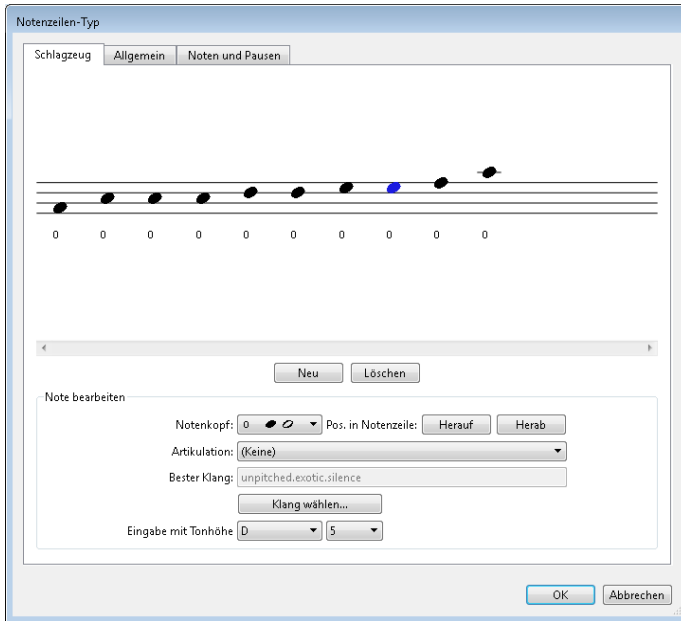 Notenzeilen-Typ
Schlagzeug Allgemein Noten und Pausen
0 0 0 0 0 0 0 0 0 0
Neu Löschen
Note bearbeiten
Notenkopf: 0 Pos. in Notenzeile: Herauf Herab
Artikulation: (Keine)
Bester Klang: unpitched.exotic.silence
Klang wählen...
Eingabe mit Tonhöhe D 5
OK Abbrechen